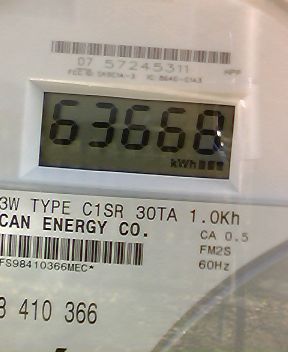 07 57245311
63668
kWh
3W TYPE C1SR 30TA 1.0Kh
CAN ENERGY CO.
CA 0.5
FM2S
FS98410366MEC*
60Hz
8 410 366